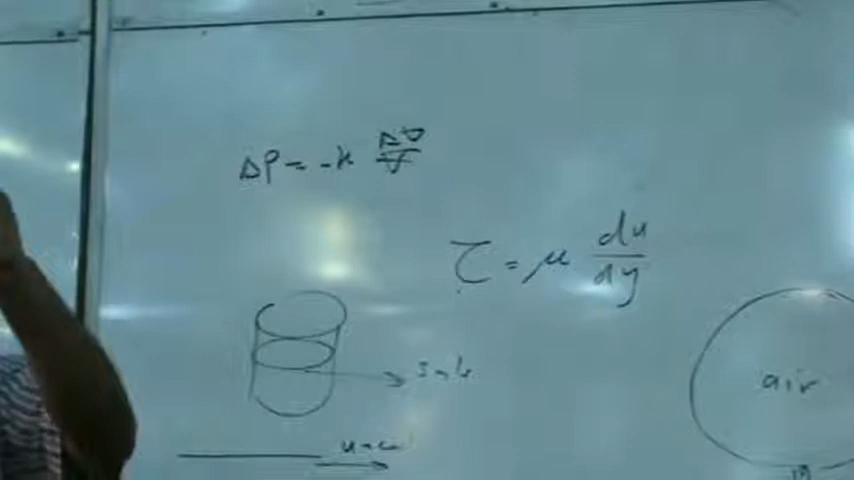 ΔP = -k ΔV/V
τ = μ du/dy
air